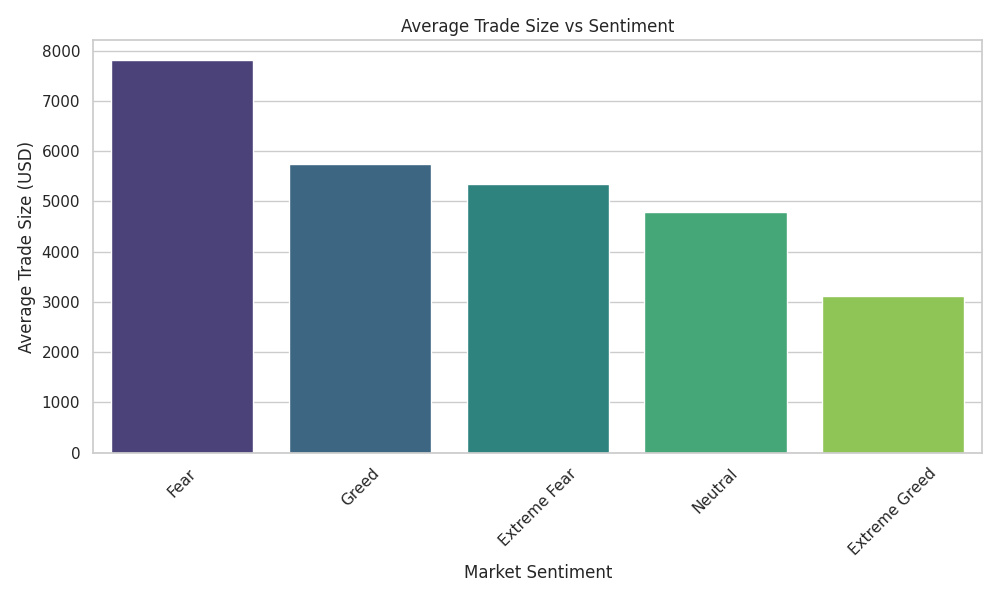 Average Trade Size vs Sentiment
Average Trade Size (USD)
8000
7000
6000
5000
4000
3000
2000
1000
0
Fear
Greed
Extreme Fear
Neutral
Extreme Greed
Market Sentiment